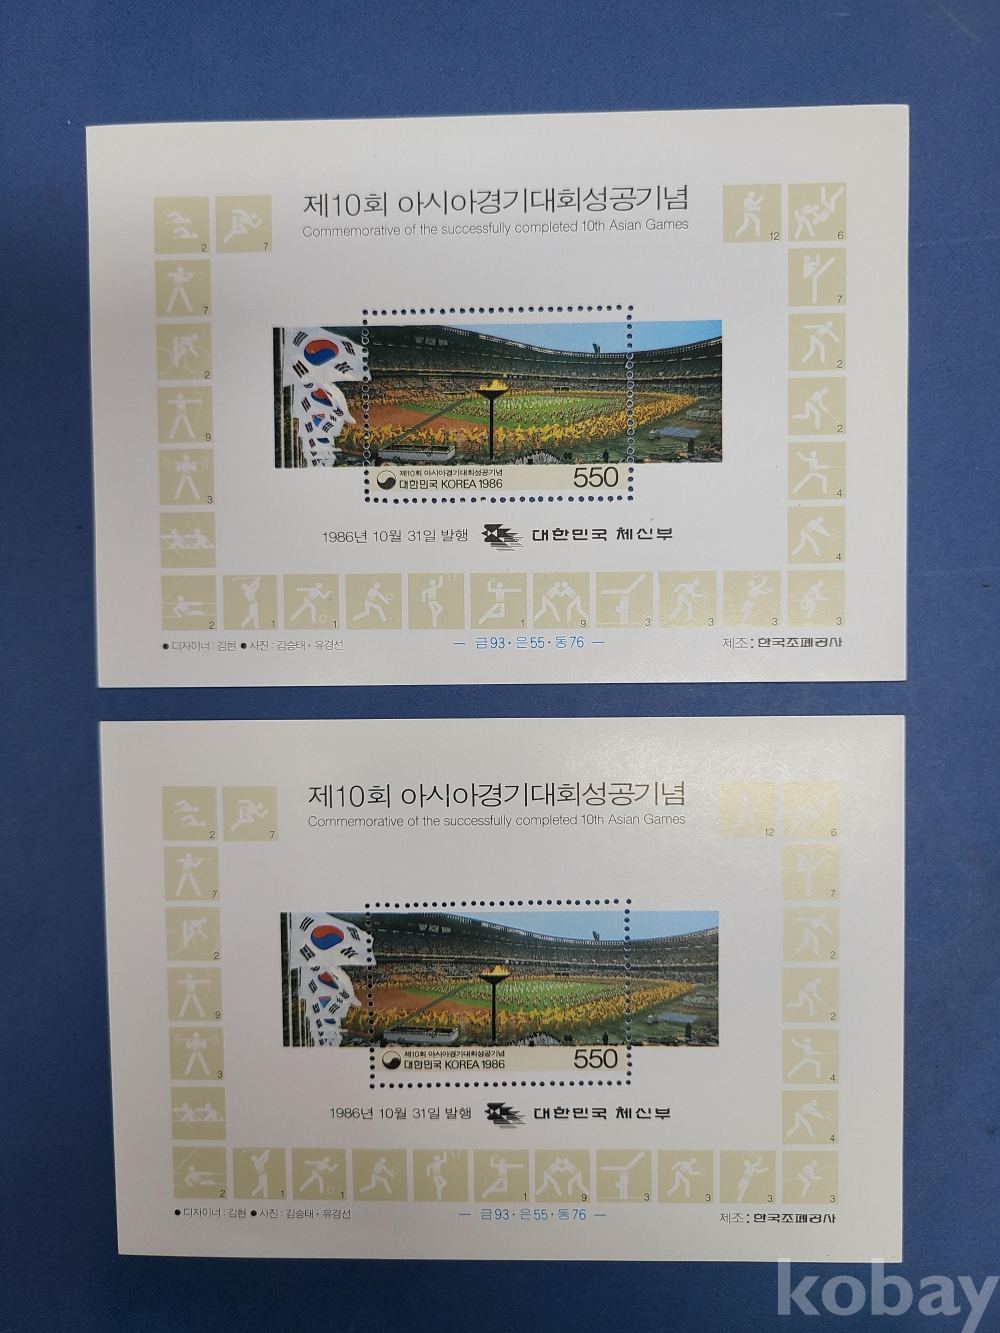 제10회 아시아경기대회성공기념
Commemorative of the successfully completed 10th Asian Games
2 7 12 6
7 7
2 2
9 2
3 4
4
2 1 1 1 9 3 3 3 3
제10회 아시아경기대회성공기념
대한민국 KOREA 1986 550
1986년 10월 31일 발행 대한민국 체신부
● 디자이너 : 김현 ● 사진 : 김승태 · 유경선 — 금93 · 은55 · 동76 — 제조 : 한국조폐공사
제10회 아시아경기대회성공기념
Commemorative of the successfully completed 10th Asian Games
2 7 12 6
7 7
2 2
9 2
3 4
4
2 1 1 1 9 3 3 3 3
제10회 아시아경기대회성공기념
대한민국 KOREA 1986 550
1986년 10월 31일 발행 대한민국 체신부
● 디자이너 : 김현 ● 사진 : 김승태 · 유경선 — 금93 · 은55 · 동76 — 제조 : 한국조폐공사
kobay